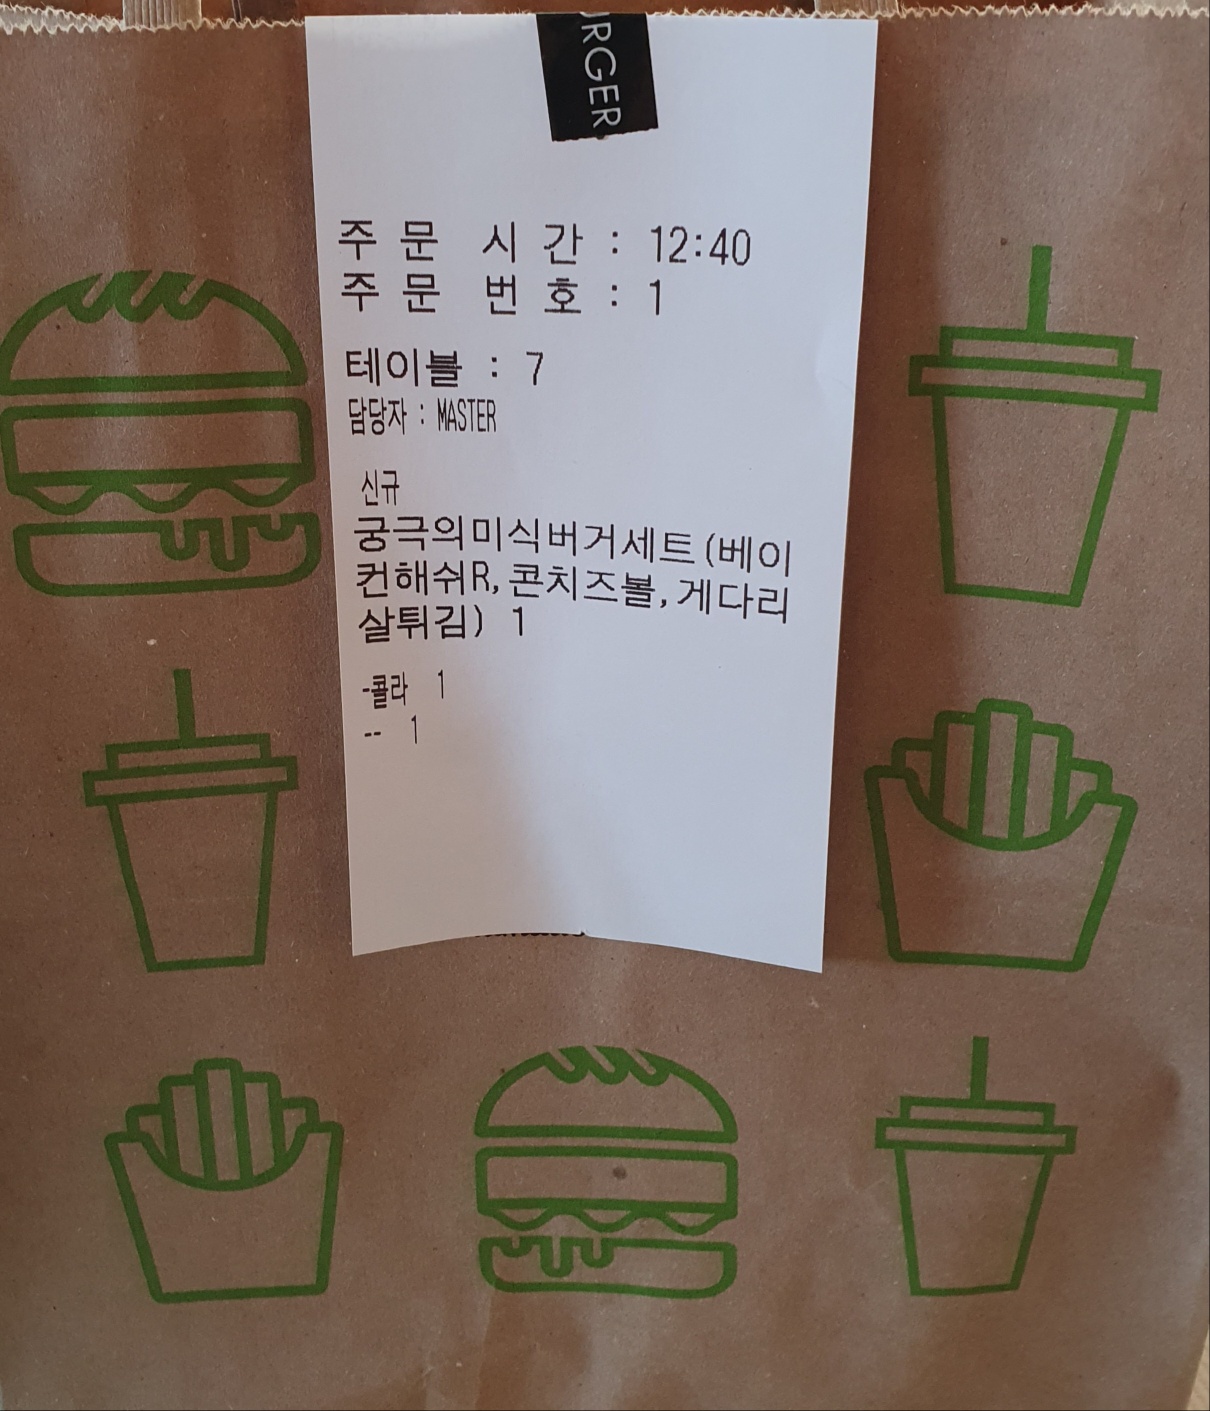 URGER
주 문 시 간 : 12:40
주 문 번 호 : 1
테이블 : 7
담당자 : MASTER
신규
궁극의미식버거세트(베이
컨해쉬R,콘치즈볼,게다리
살튀김) 1
-콜라 1
-- 1